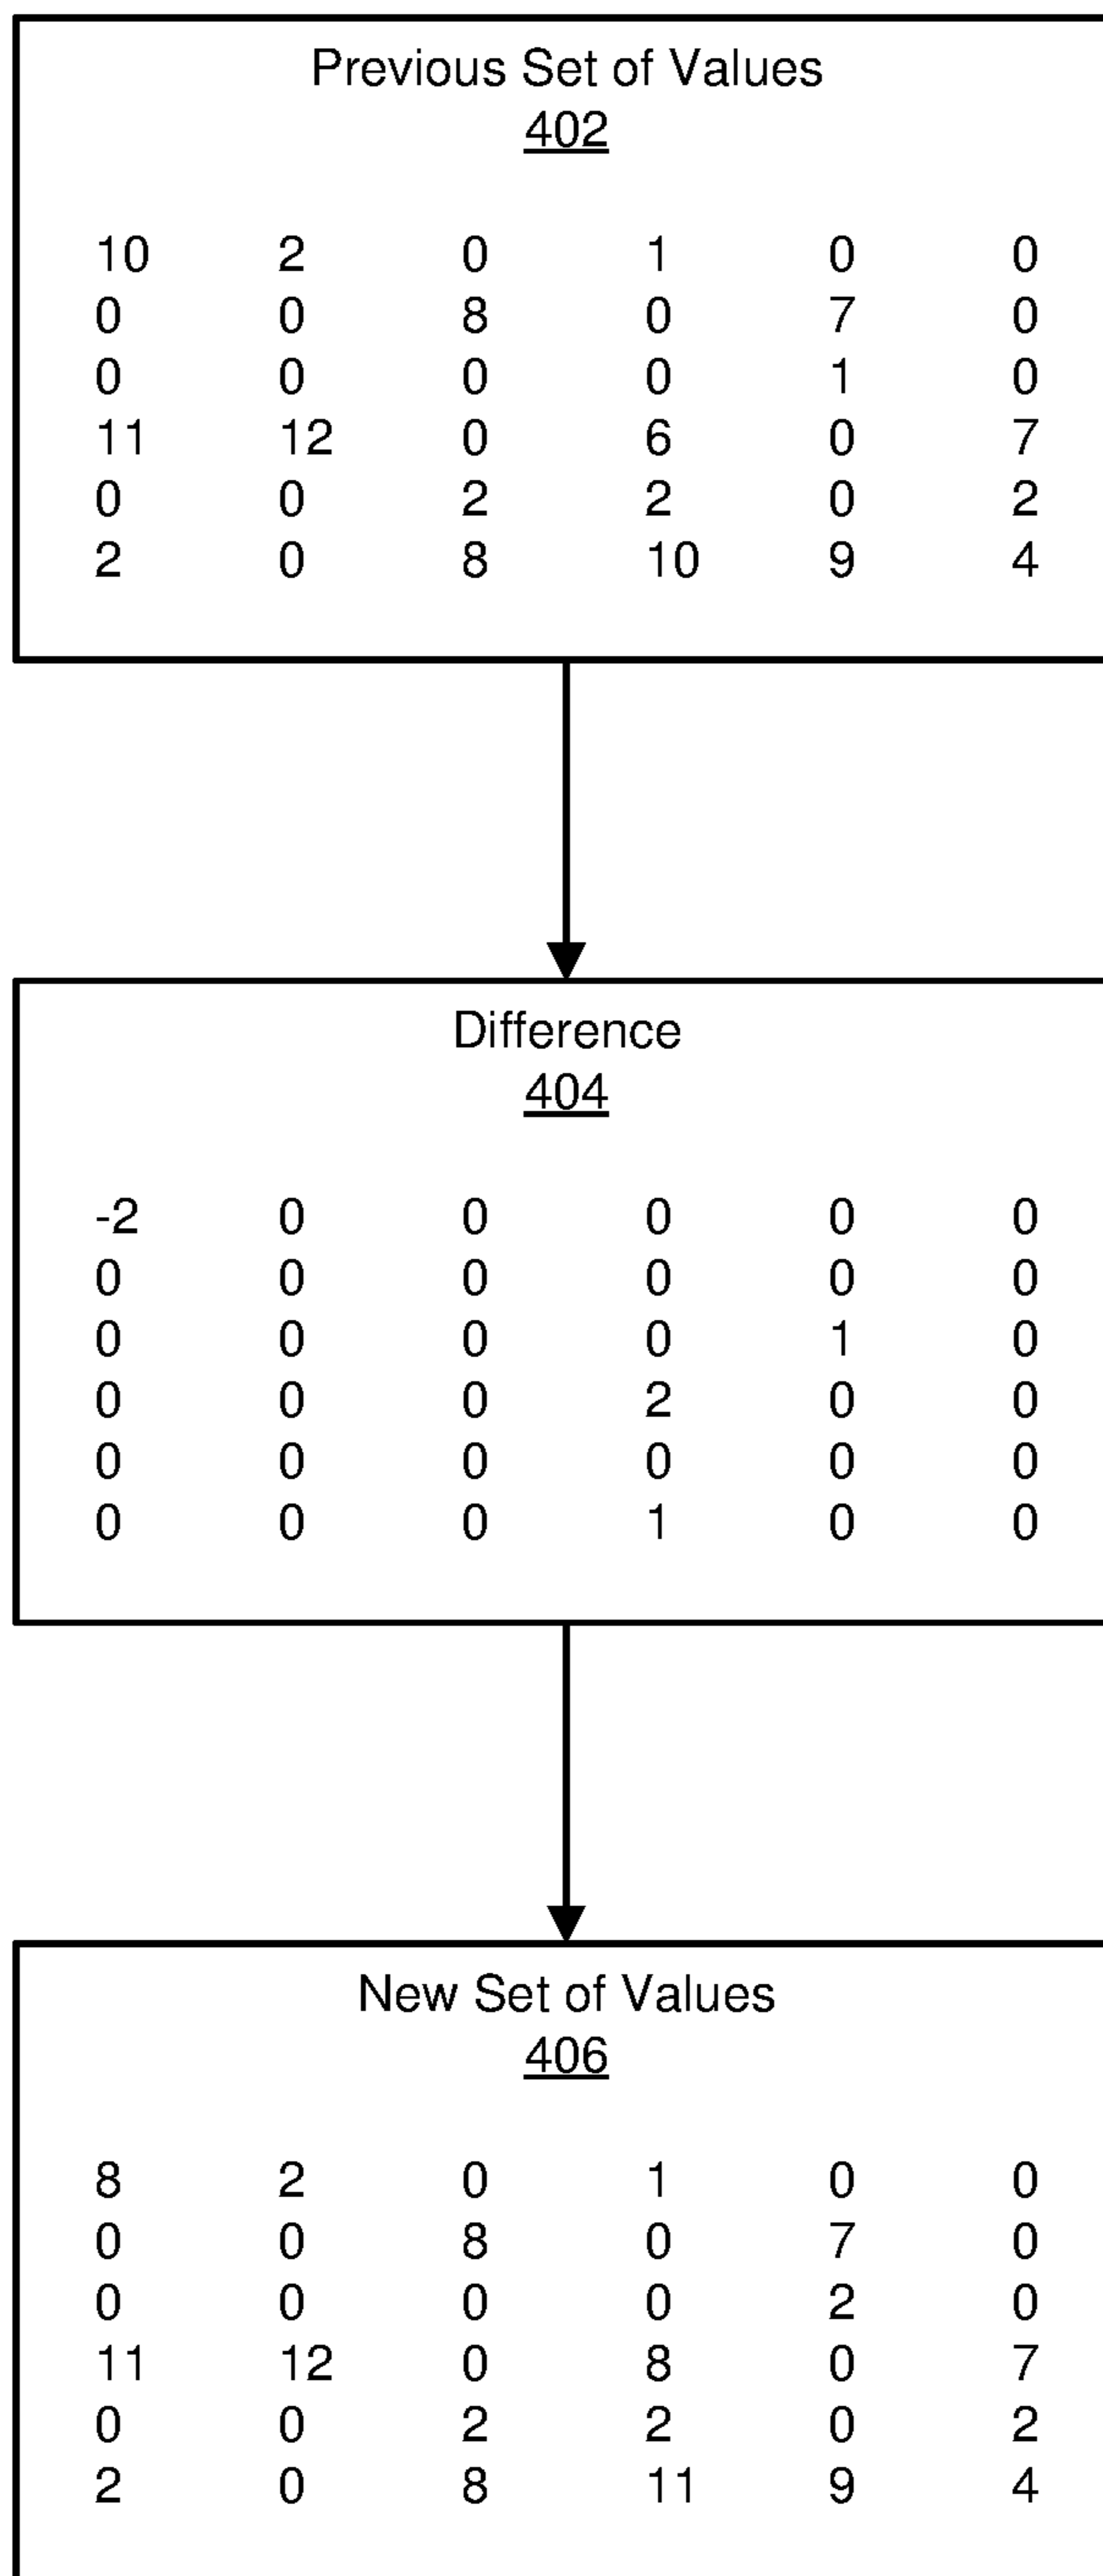 Previous Set of Values
402
10 2 0 1 0 0
0 0 8 0 7 0
0 0 0 0 1 0
11 12 0 6 0 7
0 0 2 2 0 2
2 0 8 10 9 4
Difference
404
-2 0 0 0 0 0
0 0 0 0 0 0
0 0 0 0 1 0
0 0 0 2 0 0
0 0 0 0 0 0
0 0 0 1 0 0
New Set of Values
406
8 2 0 1 0 0
0 0 8 0 7 0
0 0 0 0 2 0
11 12 0 8 0 7
0 0 2 2 0 2
2 0 8 11 9 4